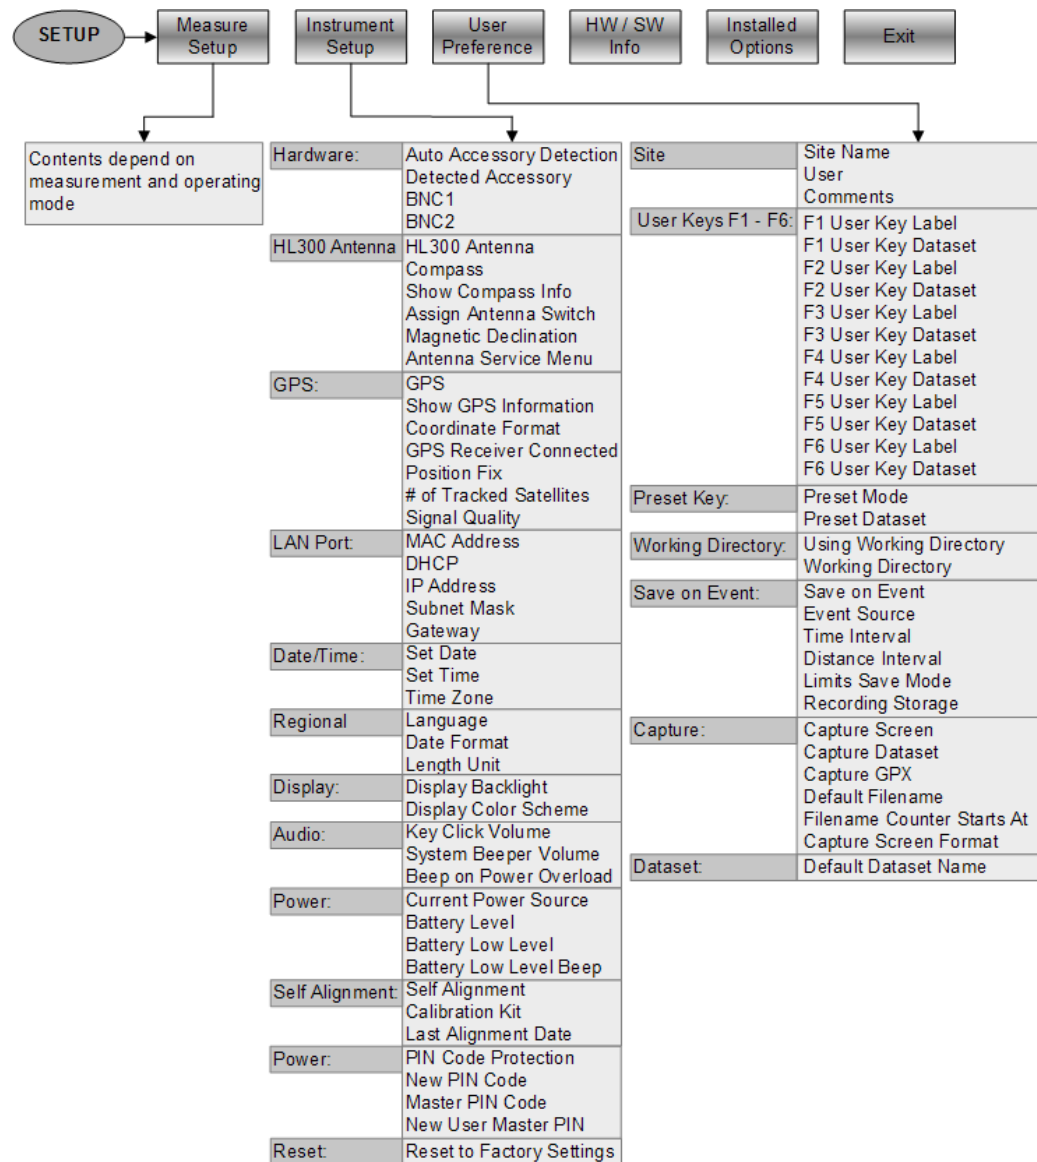 SETUP
Measure
Setup
Instrument
Setup
User
Preference
HW / SW
Info
Installed
Options
Exit
Contents depend on
measurement and operating
mode
Hardware:
Auto Accessory Detection
Detected Accessory
BNC1
BNC2
HL300 Antenna
HL300 Antenna
Compass
Show Compass Info
Assign Antenna Switch
Magnetic Declination
Antenna Service Menu
GPS:
GPS
Show GPS Information
Coordinate Format
GPS Receiver Connected
Position Fix
# of Tracked Satellites
Signal Quality
LAN Port:
MAC Address
DHCP
IP Address
Subnet Mask
Gateway
Date/Time:
Set Date
Set Time
Time Zone
Regional
Language
Date Format
Length Unit
Display:
Display Backlight
Display Color Scheme
Audio:
Key Click Volume
System Beeper Volume
Beep on Power Overload
Power:
Current Power Source
Battery Level
Battery Low Level
Battery Low Level Beep
Self Alignment:
Self Alignment
Calibration Kit
Last Alignment Date
Power:
PIN Code Protection
New PIN Code
Master PIN Code
New User Master PIN
Reset:
Reset to Factory Settings
Site
Site Name
User
Comments
User Keys F1 - F6:
F1 User Key Label
F1 User Key Dataset
F2 User Key Label
F2 User Key Dataset
F3 User Key Label
F3 User Key Dataset
F4 User Key Label
F4 User Key Dataset
F5 User Key Label
F5 User Key Dataset
F6 User Key Label
F6 User Key Dataset
Preset Key:
Preset Mode
Preset Dataset
Working Directory:
Using Working Directory
Working Directory
Save on Event:
Save on Event
Event Source
Time Interval
Distance Interval
Limits Save Mode
Recording Storage
Capture:
Capture Screen
Capture Dataset
Capture GPX
Default Filename
Filename Counter Starts At
Capture Screen Format
Dataset:
Default Dataset Name